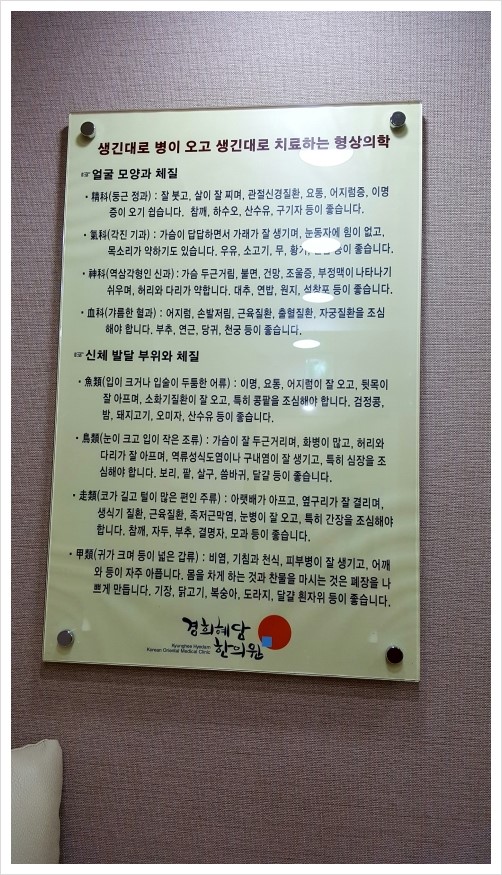 생긴대로 병이 오고 생긴대로 치료하는 형상의학
☞얼굴 모양과 체질
・精科(둥근 정과) : 잘 붓고, 살이 잘 찌며, 관절신경질환, 요통, 어지럼증, 이명
증이 오기 쉽습니다. 참깨, 하수오, 산수유, 구기자 등이 좋습니다.
・氣科(각진 기과) : 가슴이 답답하면서 가래가 잘 생기며, 눈동자에 힘이 없고,
목소리가 약하기도 있습니다. 우유, 소고기, 무, 황기, 등이 좋습니다.
・神科(역삼각형인 신과) : 가슴 두근거림, 불면, 건망, 조울증, 부정맥이 나타나기
쉬우며, 허리와 다리가 약합니다. 대추, 연밥, 원지, 석창포 등이 좋습니다.
・血科(갸름한 혈과) : 어지럼, 손발저림, 근육질환, 출혈질환, 자궁질환을 조심
해야 합니다. 부추, 연근, 당귀, 천궁 등이 좋습니다.
☞신체 발달 부위와 체질
・魚類(입이 크거나 입술이 두툼한 어류) : 이명, 요통, 어지럼이 잘 오고, 뒷목이
잘 아프며, 소화기질환이 잘 오고, 특히 콩팥을 조심해야 합니다. 검정콩,
밤, 돼지고기, 오미자, 산수유 등이 좋습니다.
・鳥類(눈이 크고 입이 작은 조류) : 가슴이 잘 두근거리며, 화병이 많고, 허리와
다리가 잘 아프며, 역류성식도염이나 구내염이 잘 생기고, 특히 심장을 조
심해야 합니다. 보리, 팥, 살구, 씀바귀, 달걀 등이 좋습니다.
・走類(코가 길고 털이 많은 편인 주류) : 아랫배가 아프고, 옆구리가 잘 결리며,
생식기 질환, 근육질환, 족저근막염, 눈병이 잘 오고, 특히 간장을 조심해야
합니다. 참깨, 자두, 부추, 결명자, 모과 등이 좋습니다.
・甲類(귀가 크며 등이 넓은 갑류) : 비염, 기침과 천식, 피부병이 잘 생기고, 어깨
와 등이 자주 아픕니다. 몸을 차게 하는 것과 찬물을 마시는 것은 폐장을 나
쁘게 만듭니다. 기장, 닭고기, 복숭아, 도라지, 달걀 흰자위 등이 좋습니다.
경희혜당
한의원
Kyunghee Hyedam
Korean Oriental Medical Clinic